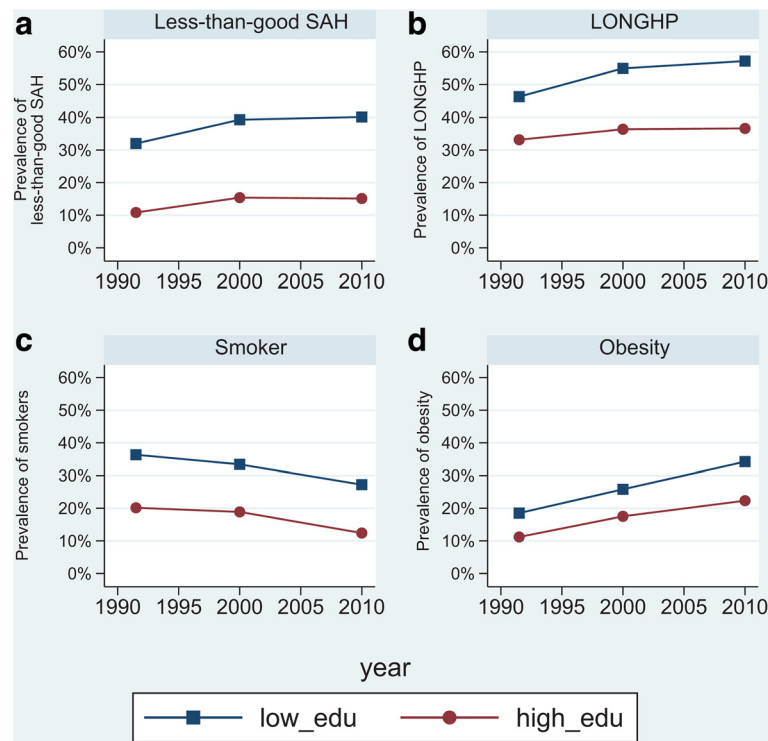 a
Less-than-good SAH
Prevalence of
less-than-good SAH
60%
50%
40%
30%
20%
10%
0%
1990 1995 2000 2005 2010
b
LONGHP
Prevalence of LONGHP
60%
50%
40%
30%
20%
10%
0%
1990 1995 2000 2005 2010
c
Smoker
Prevalence of smokers
60%
50%
40%
30%
20%
10%
0%
1990 1995 2000 2005 2010
d
Obesity
Prevalence of obesity
60%
50%
40%
30%
20%
10%
0%
1990 1995 2000 2005 2010
year
low_edu high_edu